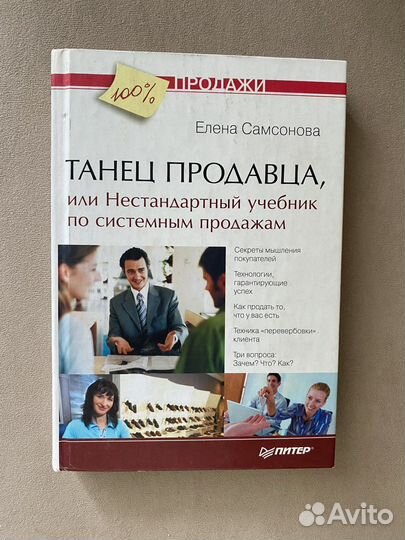 100%
ПРОДАЖИ
Елена Самсонова
ТАНЕЦ ПРОДАВЦА,
или Нестандартный учебник
по системным продажам
Секреты мышления
покупателей
Технологии,
гарантирующие
успех
Как продать то,
что у вас есть
Техника «перевербовки»
клиента
Три вопроса:
Зачем? Что? Как?
ПИТЕР
Avito